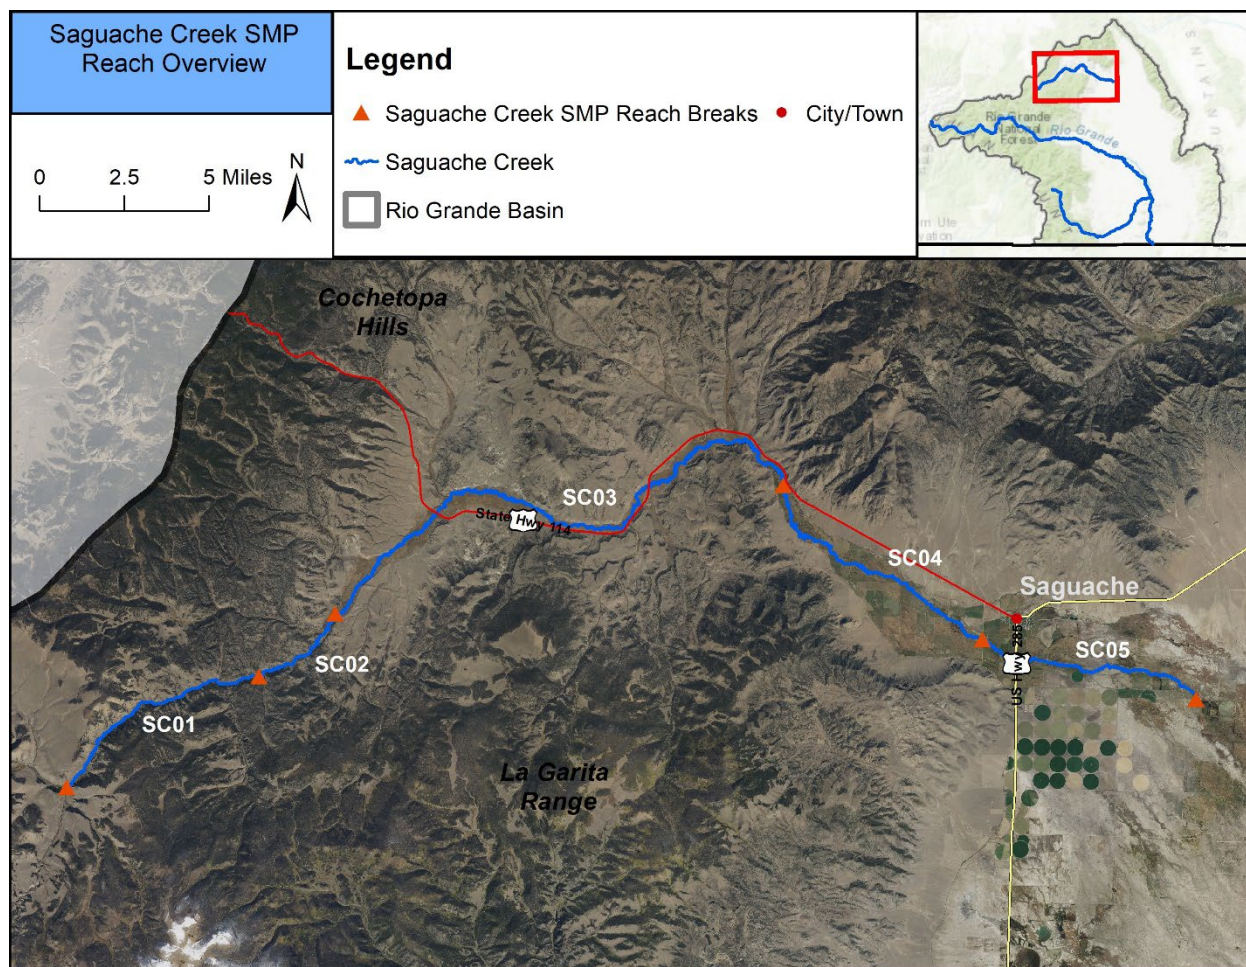 Saguache Creek SMP
Reach Overview
N
0 2.5 5 Miles
Legend
Saguache Creek SMP Reach Breaks
City/Town
Saguache Creek
Rio Grande Basin
Rio Grande
National
Forest
Rio Grande
Cochetopa
Hills
SC03
State Hwy 114
SC04
Saguache
US Hwy 285
SC05
SC02
SC01
La Garita
Range